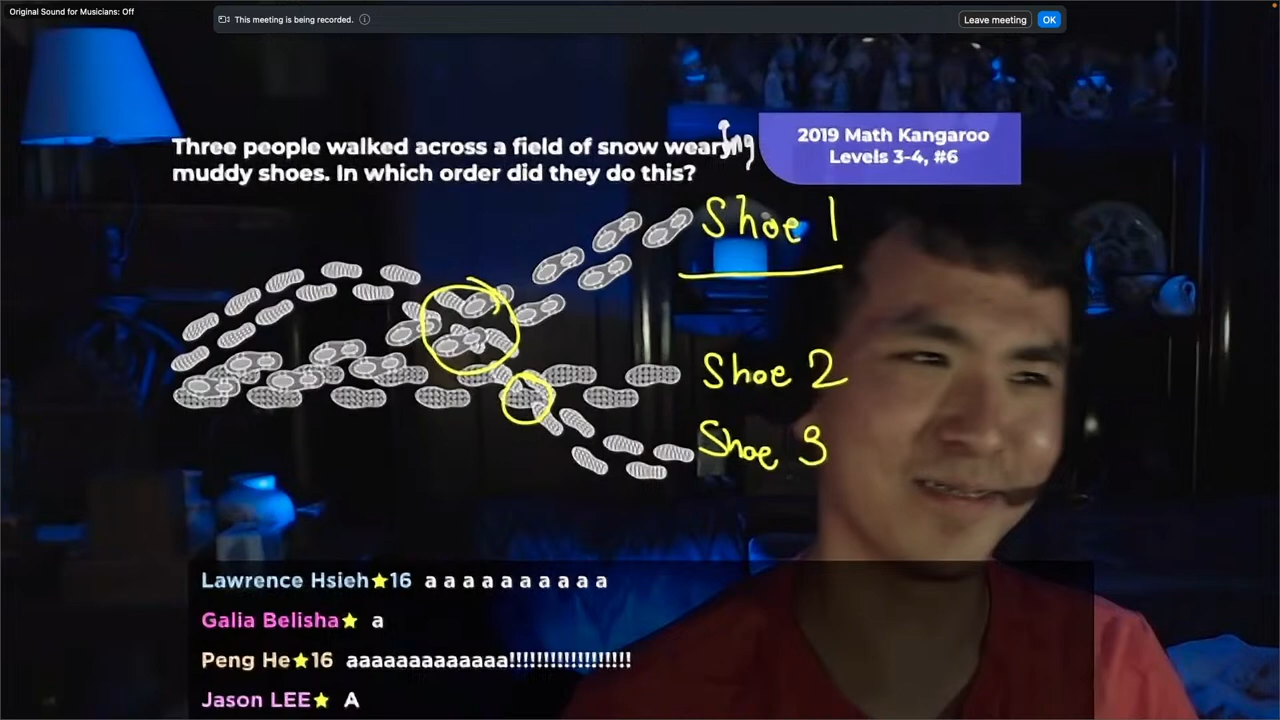 Original Sound for Musicians: Off
This meeting is being recorded.
Leave meeting
OK
Three people walked across a field of snow wearing
muddy shoes. In which order did they do this?
2019 Math Kangaroo
Levels 3-4, #6
Shoe 1
Shoe 2
Shoe 3
Lawrence Hsieh★16 a a a a a a a a a a
Galia Belisha★ a
Peng He★16 aaaaaaaaaaaaa!!!!!!!!!!!!!!!!!!
Jason LEE★ A